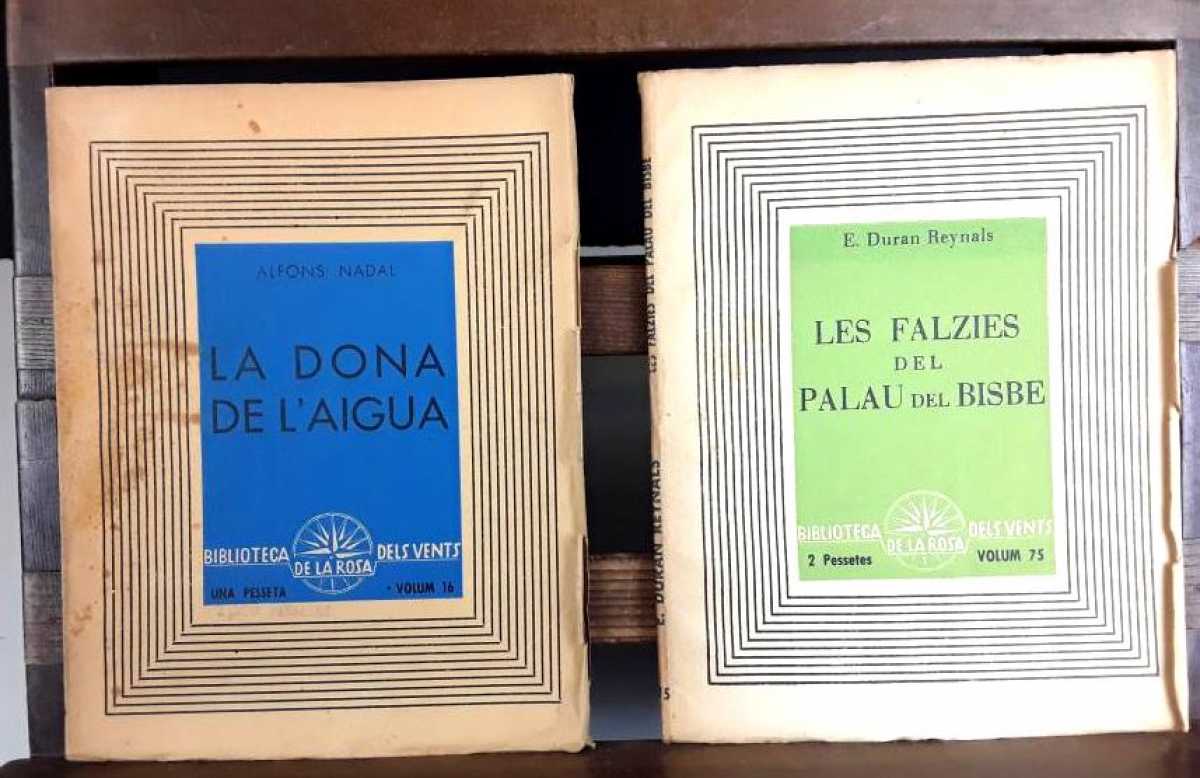 ALFONS NADAL
LA DONA
DE L'AIGUA
BIBLIOTECA DE LA ROSA DELS VENTS
UNA PESSETA · VOLUM 16
LES FALZIES DEL PALAU DEL BISBE
E. DURAN REYNALS
E. Duran Reynals
LES FALZIES
DEL
PALAU DEL BISBE
BIBLIOTECA DE LA ROSA DELS VENTS
2 Pessetes VOLUM 75